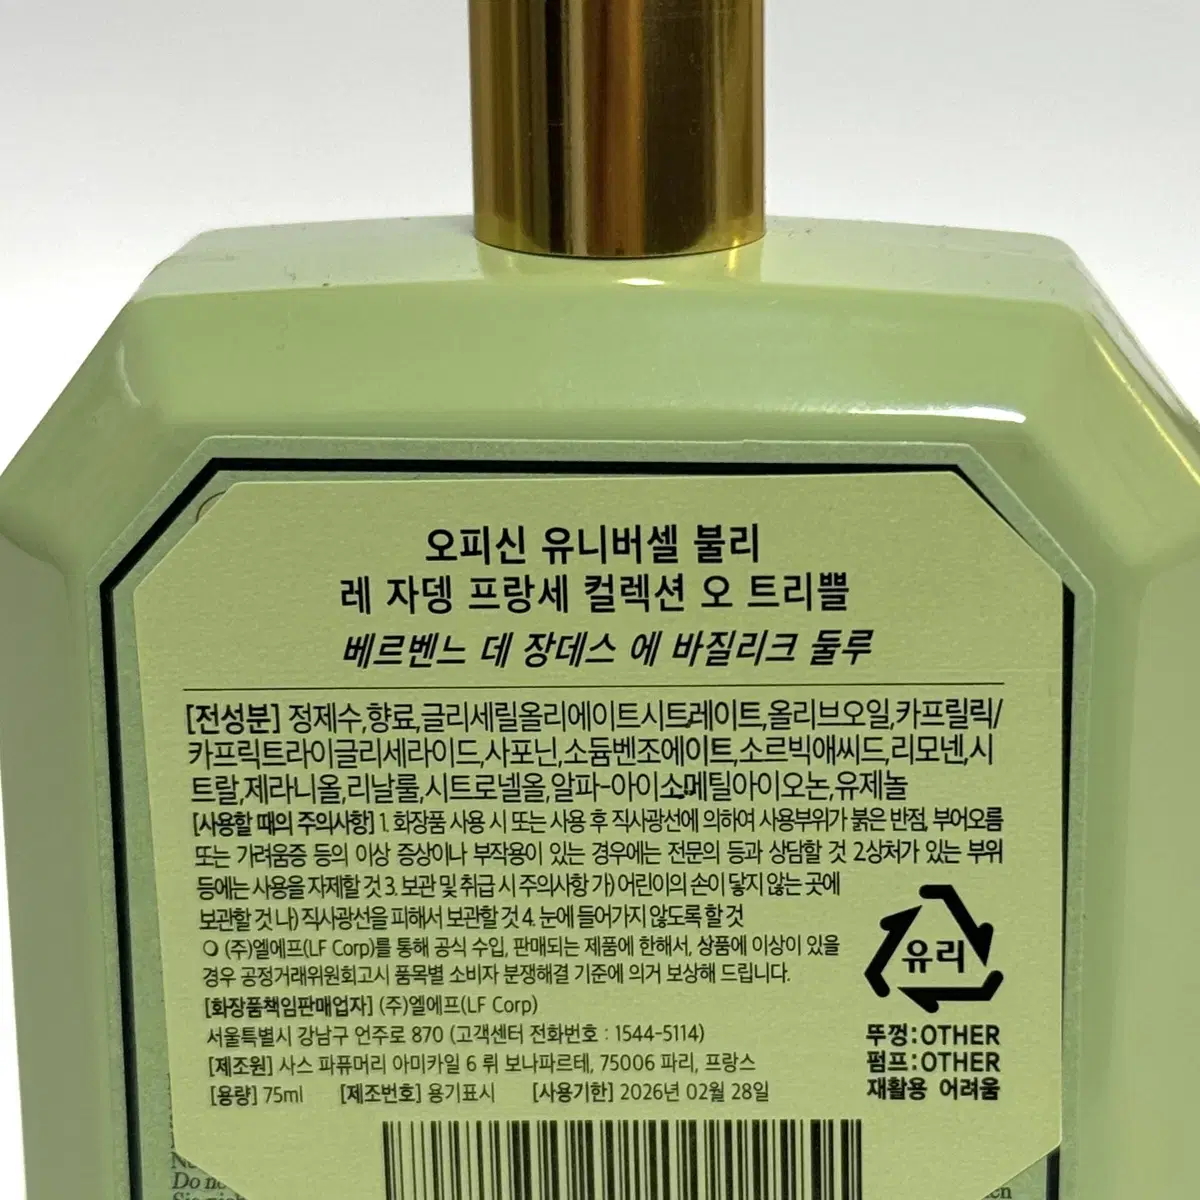 오피신 유니버셀 불리
레 자뎅 프랑세 컬렉션 오 트리쁠
베르벤느 데 장데스 에 바질리크 둘루
[전성분] 정제수,향료,글리세릴올리에이트시트레이트,올리브오일,카프릴릭/
카프릭트라이글리세라이드,사포닌,소듐벤조에이트,소르빅애씨드,리모넨,시
트랄,제라니올,리날룰,시트로넬올,알파-아이소메틸아이오논,유제놀
[사용할 때의 주의사항] 1. 화장품 사용 시 또는 사용 후 직사광선에 의하여 사용부위가 붉은 반점, 부어오름
또는 가려움증 등의 이상 증상이나 부작용이 있는 경우에는 전문의 등과 상담할 것 2.상처가 있는 부위
등에는 사용을 자제할 것 3. 보관 및 취급 시 주의사항 가) 어린이의 손이 닿지 않는 곳에
보관할 것 나) 직사광선을 피해서 보관할 것 4. 눈에 들어가지 않도록 할 것
○ (주)엘에프(LF Corp)를 통해 공식 수입, 판매되는 제품에 한해서, 상품에 이상이 있을
경우 공정거래위원회고시 품목별 소비자 분쟁해결 기준에 의거 보상해 드립니다.
[화장품책임판매업자] (주)엘에프(LF Corp)
서울특별시 강남구 언주로 870 (고객센터 전화번호 : 1544-5114)
[제조원] 사스 파퓨머리 아미카일 6 뤼 보나파르테, 75006 파리, 프랑스
[용량] 75ml [제조번호] 용기표시 [사용기한] 2026년 02월 28일
유리
뚜껑:OTHER
펌프:OTHER
재활용 어려움
Do no